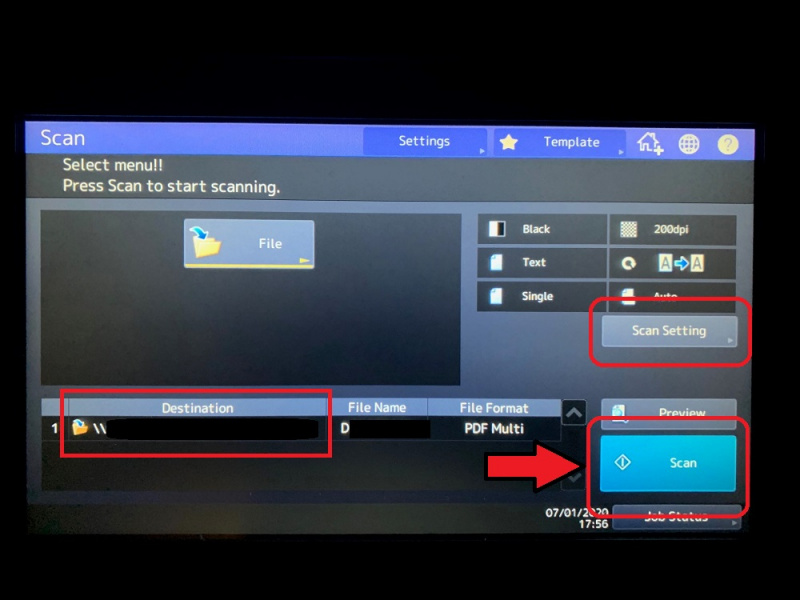 Scan
Settings
Template
?
Select menu!!
Press Scan to start scanning.
File
Black
200dpi
Text
A A
Single
Auto
Scan Setting
Destination
File Name
File Format
1
\\
D
PDF Multi
Preview
Scan
07/01/2020
17:56
Job Status